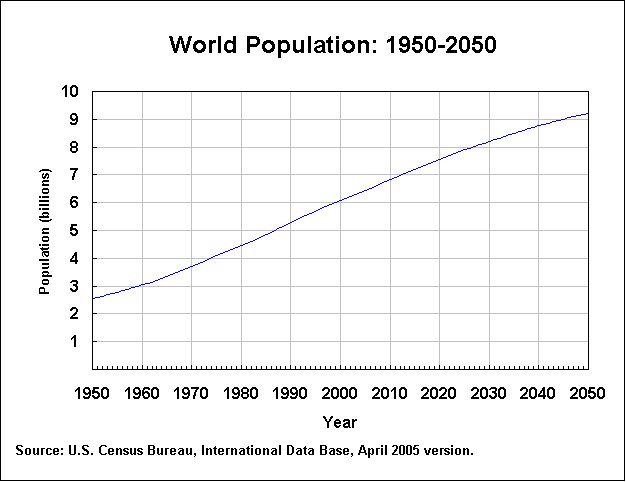 World Population: 1950-2050
10
9
8
7
6
5
4
3
2
1
Population (billions)
1950 1960 1970 1980 1990 2000 2010 2020 2030 2040 2050
Year
Source: U.S. Census Bureau, International Data Base, April 2005 version.